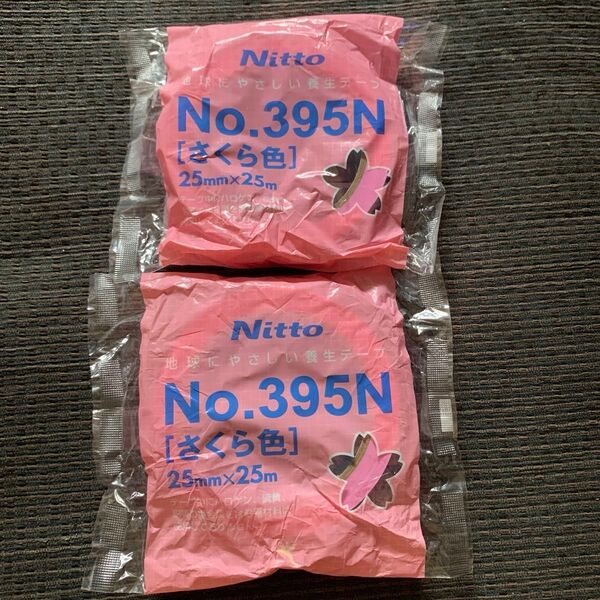 Nitto
地球にやさしい養生テープ
No.395N
[さくら色]
25mm×25m
Nitto
地球にやさしい養生テープ
No.395N
[さくら色]
25mm×25m